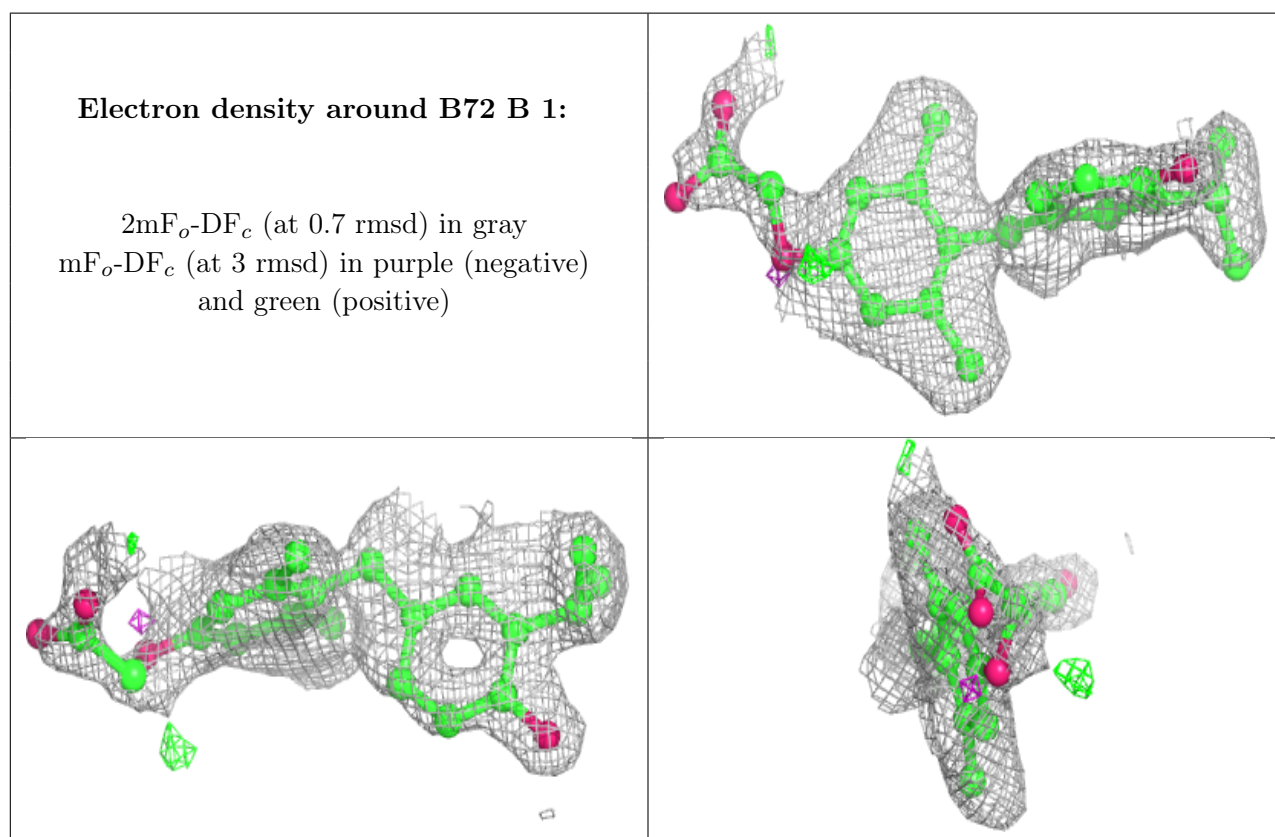 Electron density around B72 B 1:
2mFo-DFc (at 0.7 rmsd) in gray
mFo-DFc (at 3 rmsd) in purple (negative)
and green (positive)